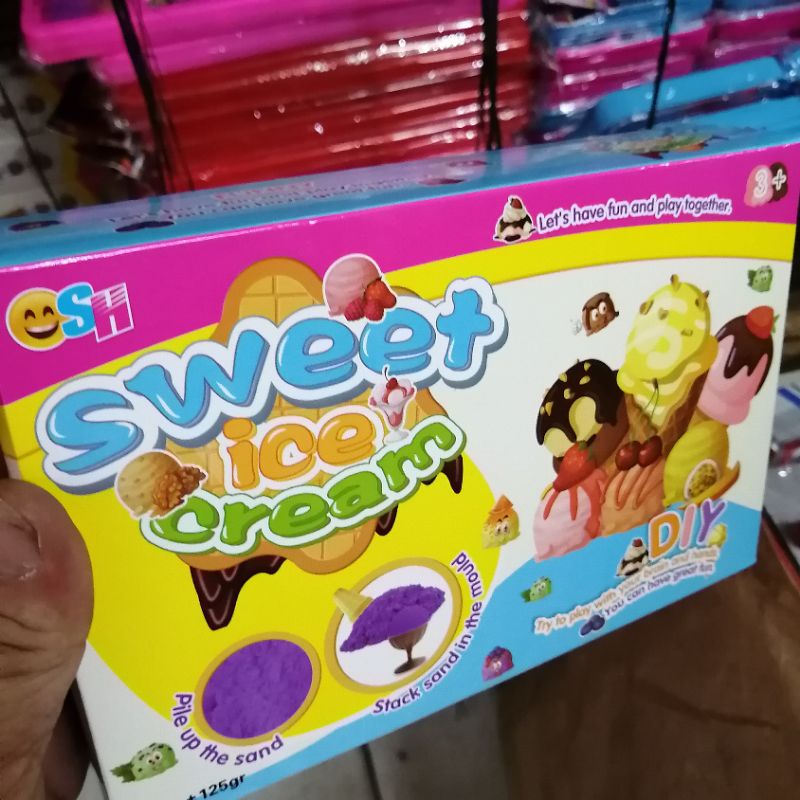 Let's have fun and play together.
3+
SH
sweet
ice
cream
DIY
Try to play with your brain and hands.
You can have great fun.
Pile up the sand
Stack sand in the mould
125gr